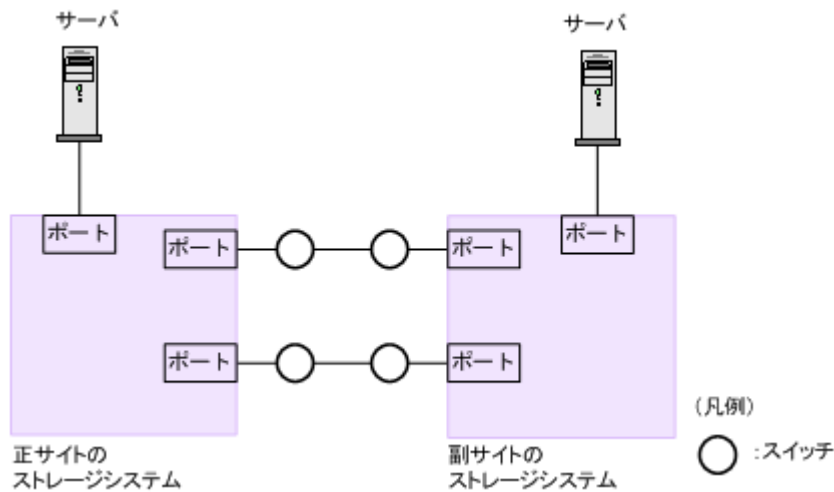 サーバ
サーバ
ポート
ポート
ポート
ポート
ポート
ポート
正サイトの
ストレージシステム
副サイトの
ストレージシステム
(凡例)
:スイッチ